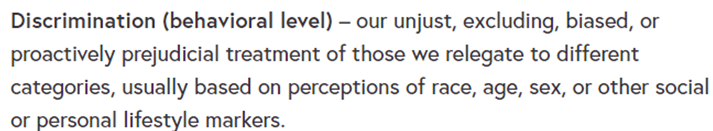 Discrimination (behavioral level) – our unjust, excluding, biased, or
proactively prejudicial treatment of those we relegate to different
categories, usually based on perceptions of race, age, sex, or other social
or personal lifestyle markers.